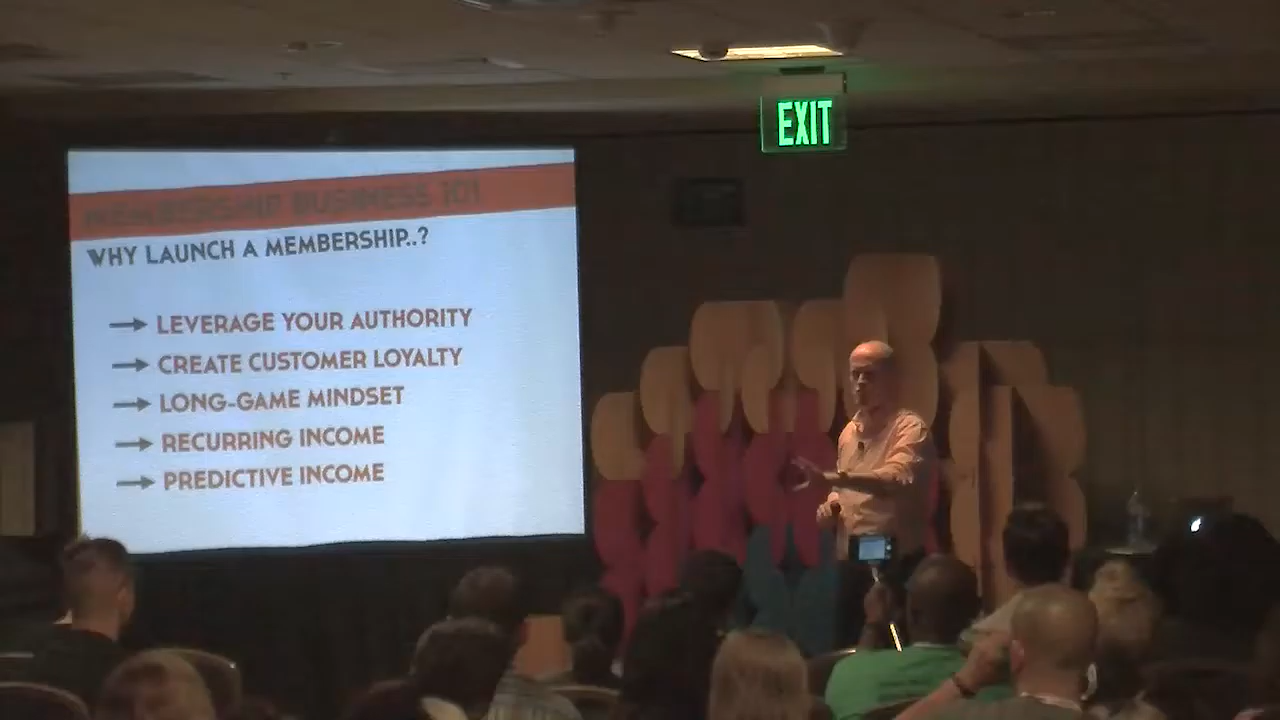 EXIT
MEMBERSHIP BUSINESS 101
WHY LAUNCH A MEMBERSHIP..?
→ LEVERAGE YOUR AUTHORITY
→ CREATE CUSTOMER LOYALTY
→ LONG-GAME MINDSET
→ RECURRING INCOME
→ PREDICTIVE INCOME